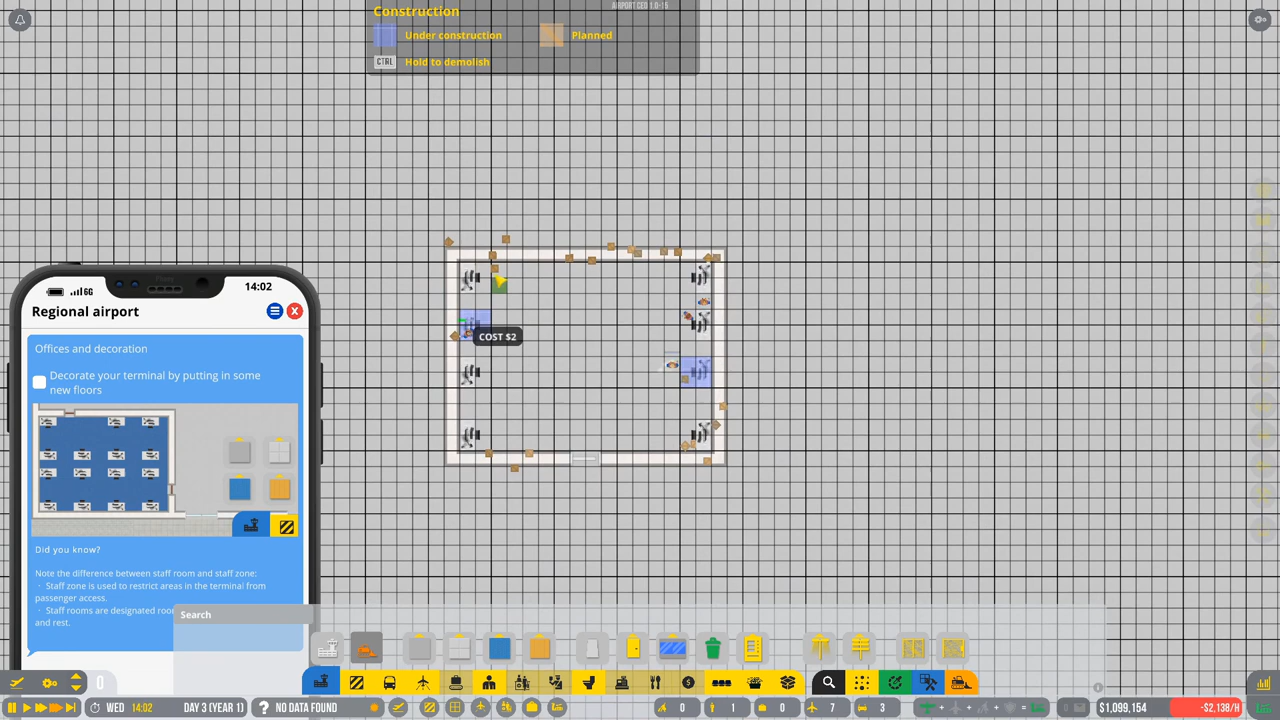 Construction
AIRPORT CEO 1.0-15
Under construction
Planned
CTRL
Hold to demolish
6G
Phone
14:02
Regional airport
Offices and decoration
Decorate your terminal by putting in some
new floors
COST $2
Did you know?
Note the difference between staff room and staff zone:
· Staff zone is used to restrict areas in the terminal from
passenger access.
· Staff rooms are designated
and rest.
Search
0
WED 14:02
DAY 3 (YEAR 1)
? NO DATA FOUND
0
1
0
7
3
0
$1,099,154
-$2,138/H